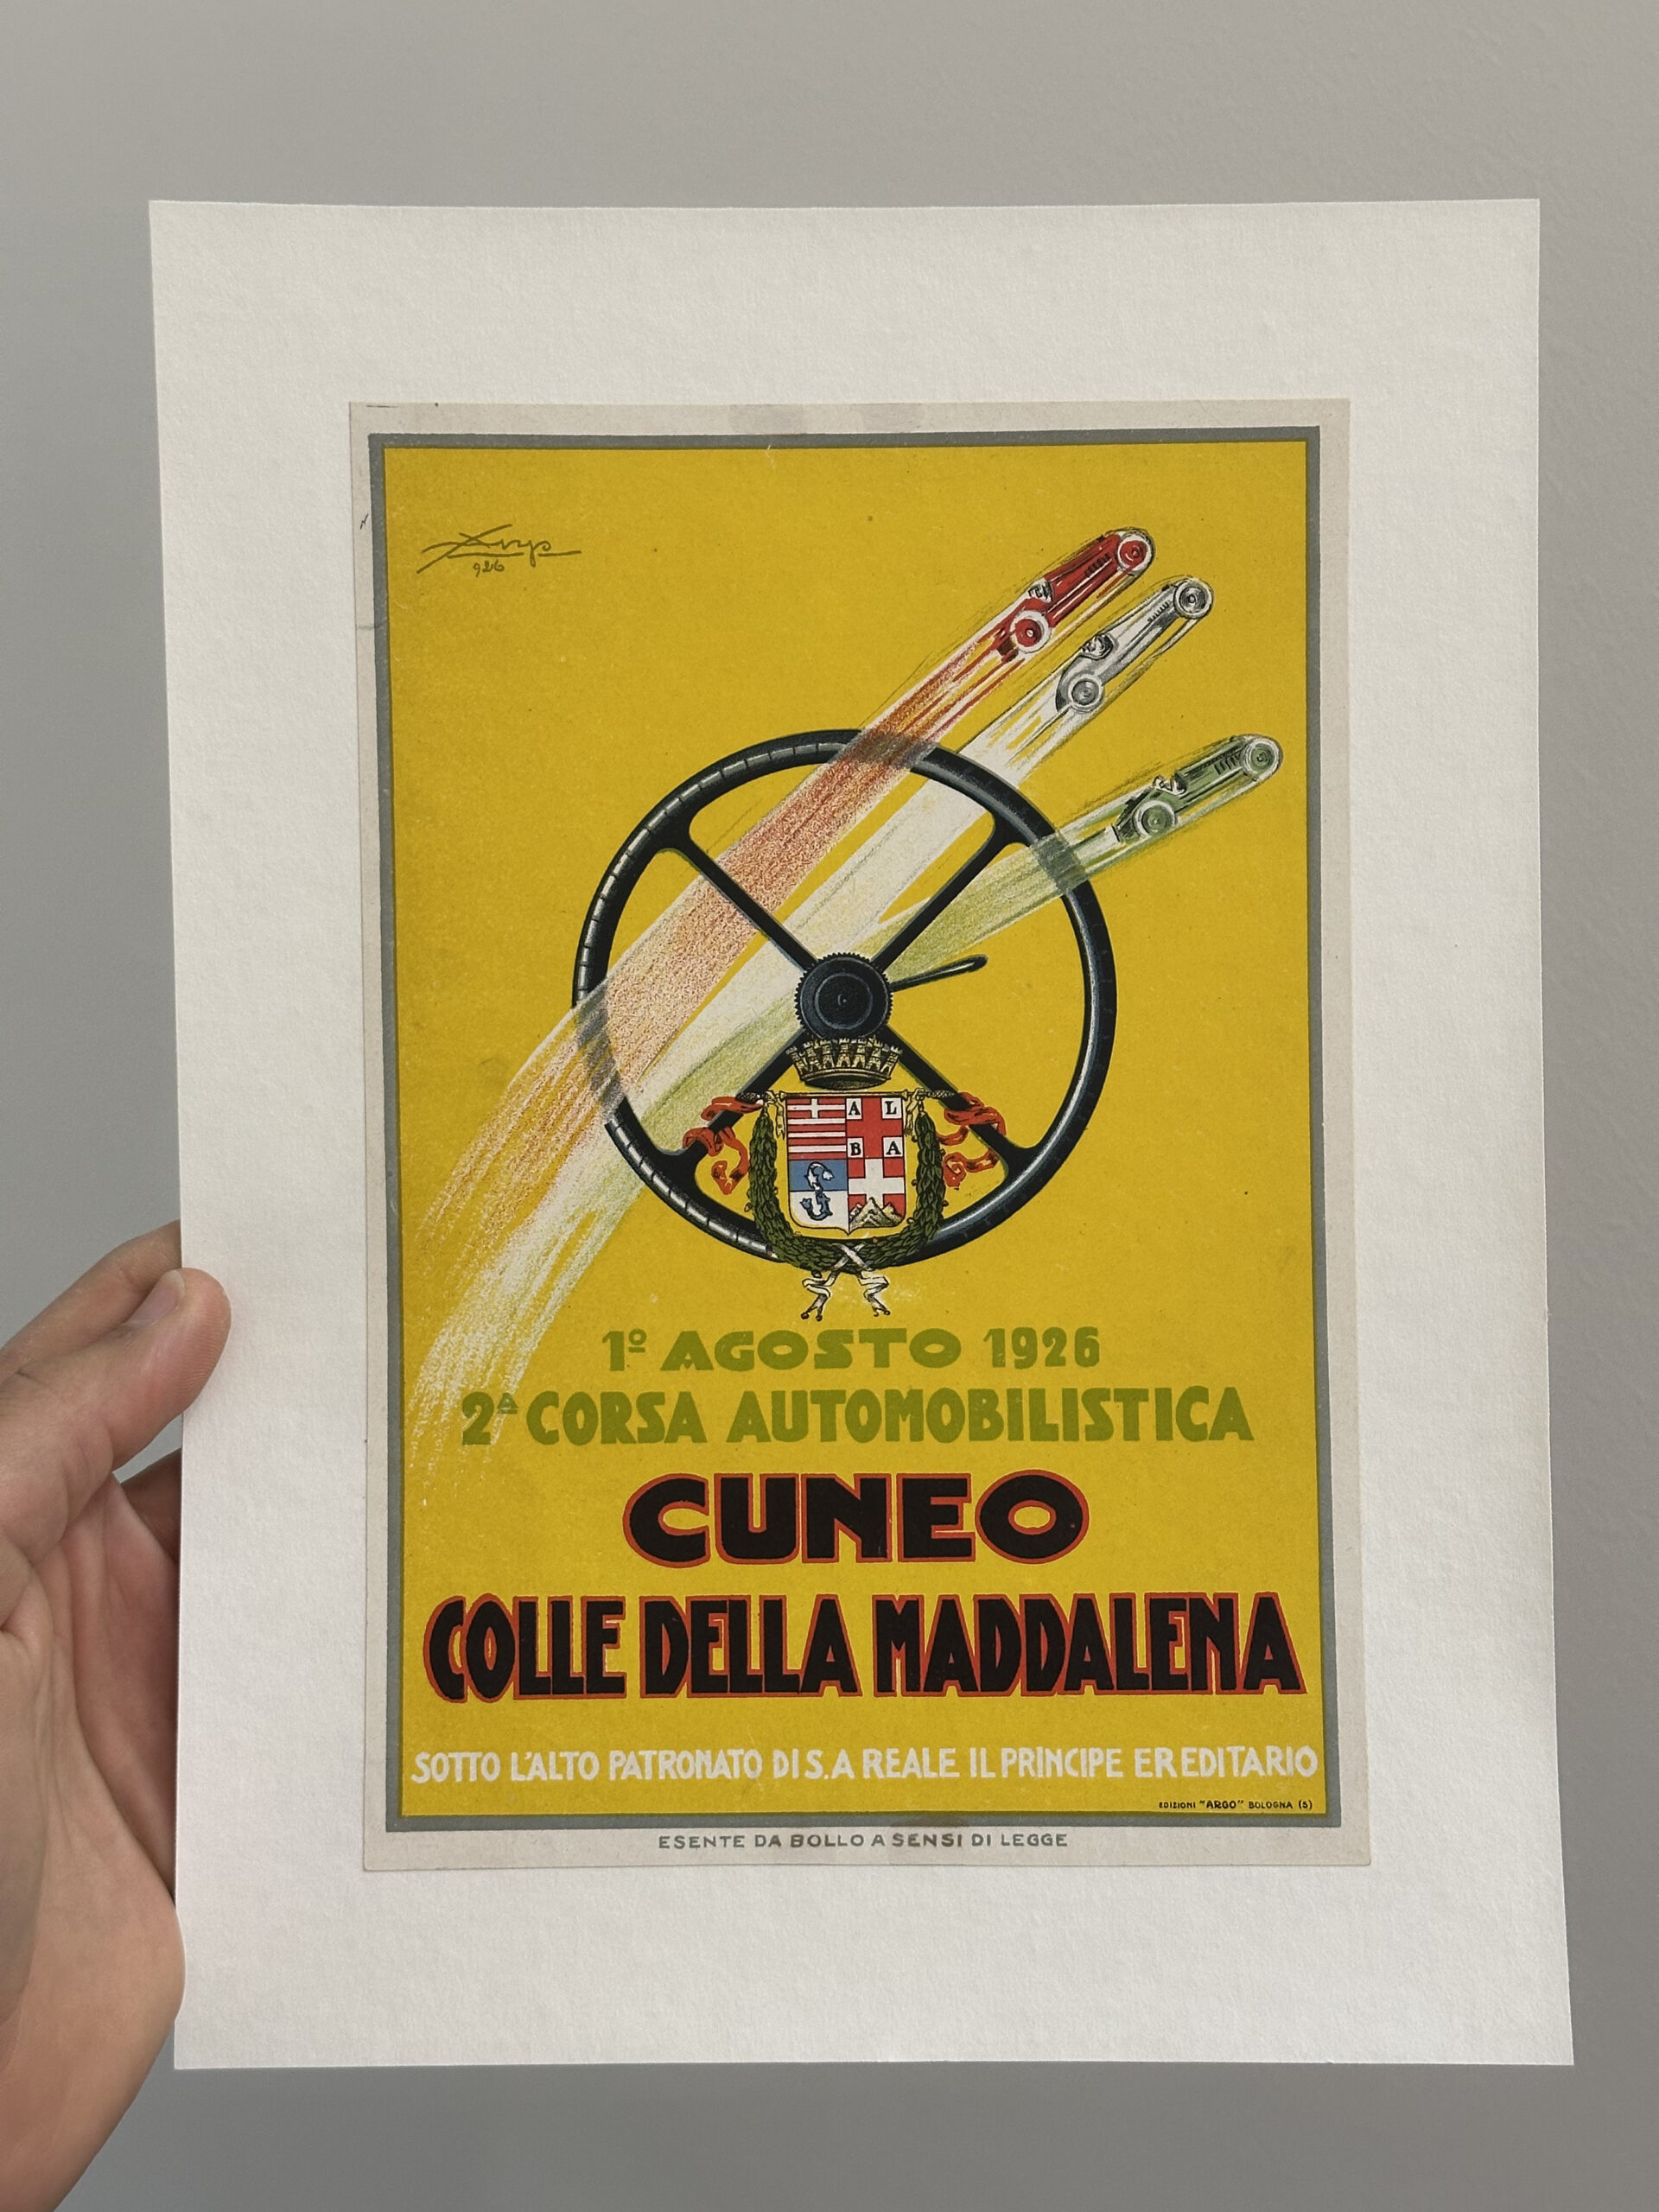 926
A L
B A
1º AGOSTO 1926
2ª CORSA AUTOMOBILISTICA
CUNEO
COLLE DELLA MADDALENA
SOTTO L'ALTO PATRONATO DI S.A REALE IL PRINCIPE EREDITARIO
EDIZIONI "ARGO" BOLOGNA (5)
ESENTE DA BOLLO A SENSI DI LEGGE